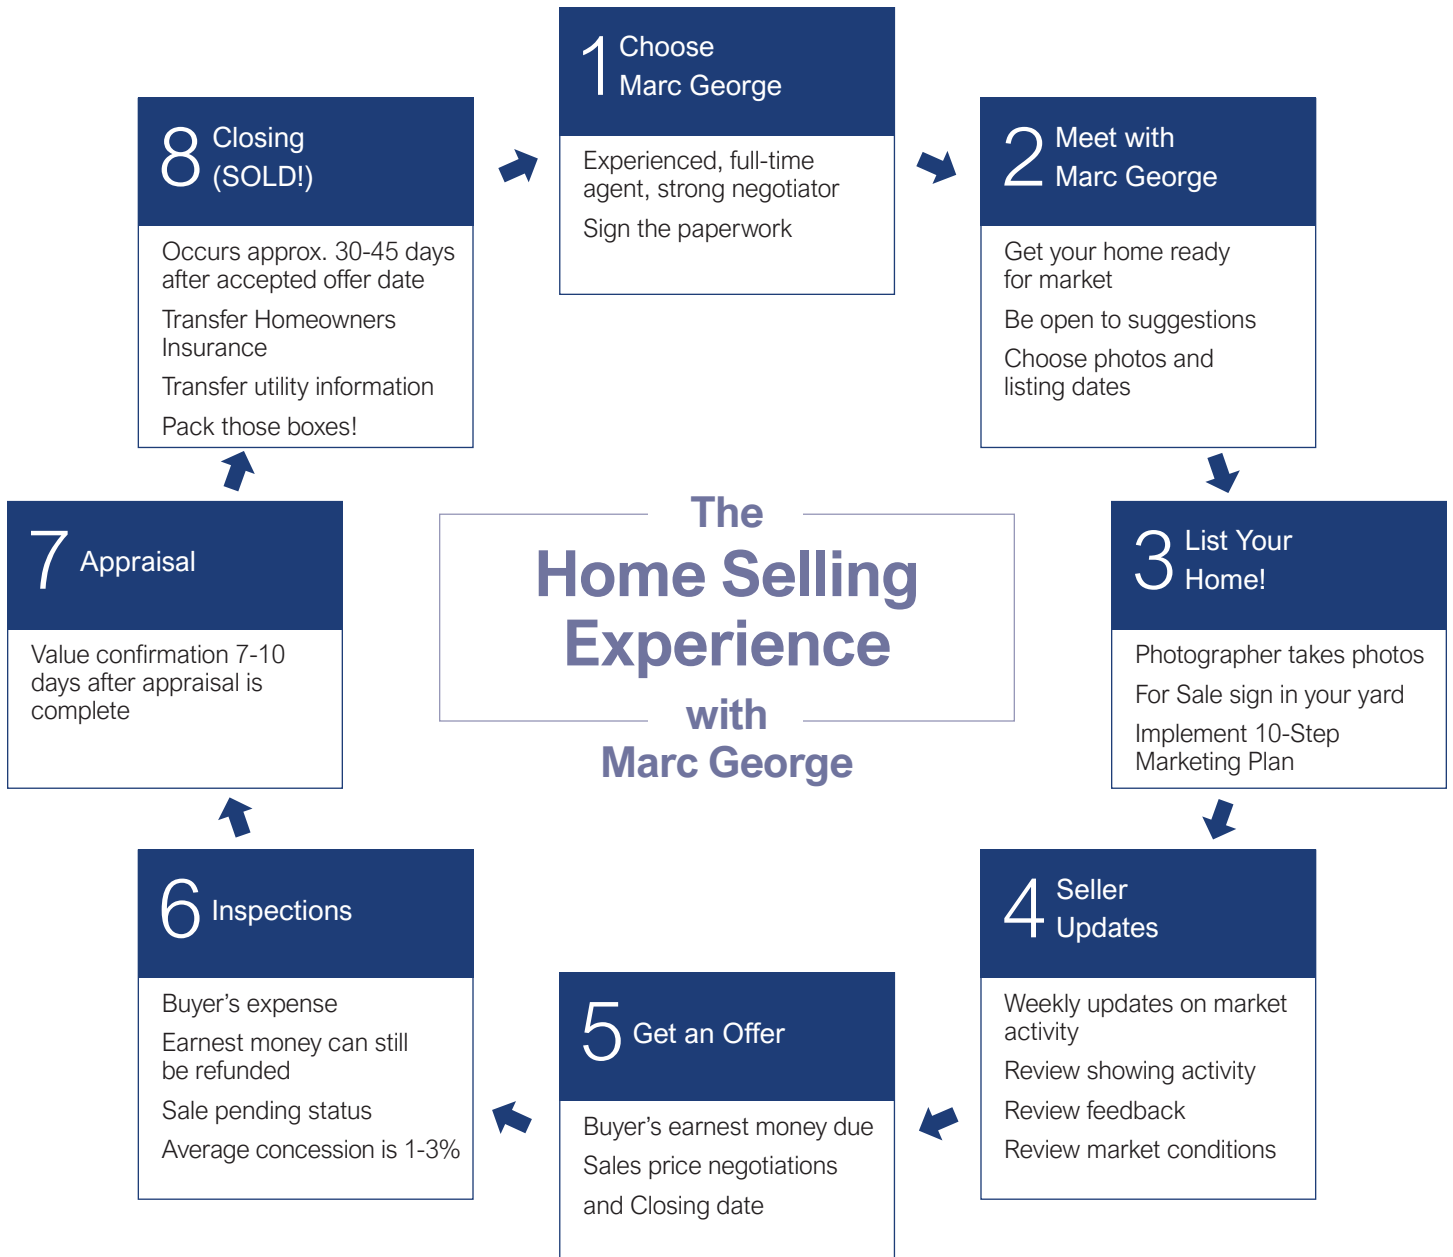 1 Choose
Marc George
Experienced, full-time
agent, strong negotiator
Sign the paperwork
2 Meet with
Marc George
Get your home ready
for market
Be open to suggestions
Choose photos and
listing dates
3 List Your
Home!
Photographer takes photos
For Sale sign in your yard
Implement 10-Step
Marketing Plan
4 Seller
Updates
Weekly updates on market
activity
Review showing activity
Review feedback
Review market conditions
5 Get an Offer
Buyer’s earnest money due
Sales price negotiations
and Closing date
6 Inspections
Buyer’s expense
Earnest money can still
be refunded
Sale pending status
Average concession is 1-3%
7 Appraisal
Value confirmation 7-10
days after appraisal is
complete
8 Closing
(SOLD!)
Occurs approx. 30-45 days
after accepted offer date
Transfer Homeowners
Insurance
Transfer utility information
Pack those boxes!
The
Home Selling
Experience
with
Marc George